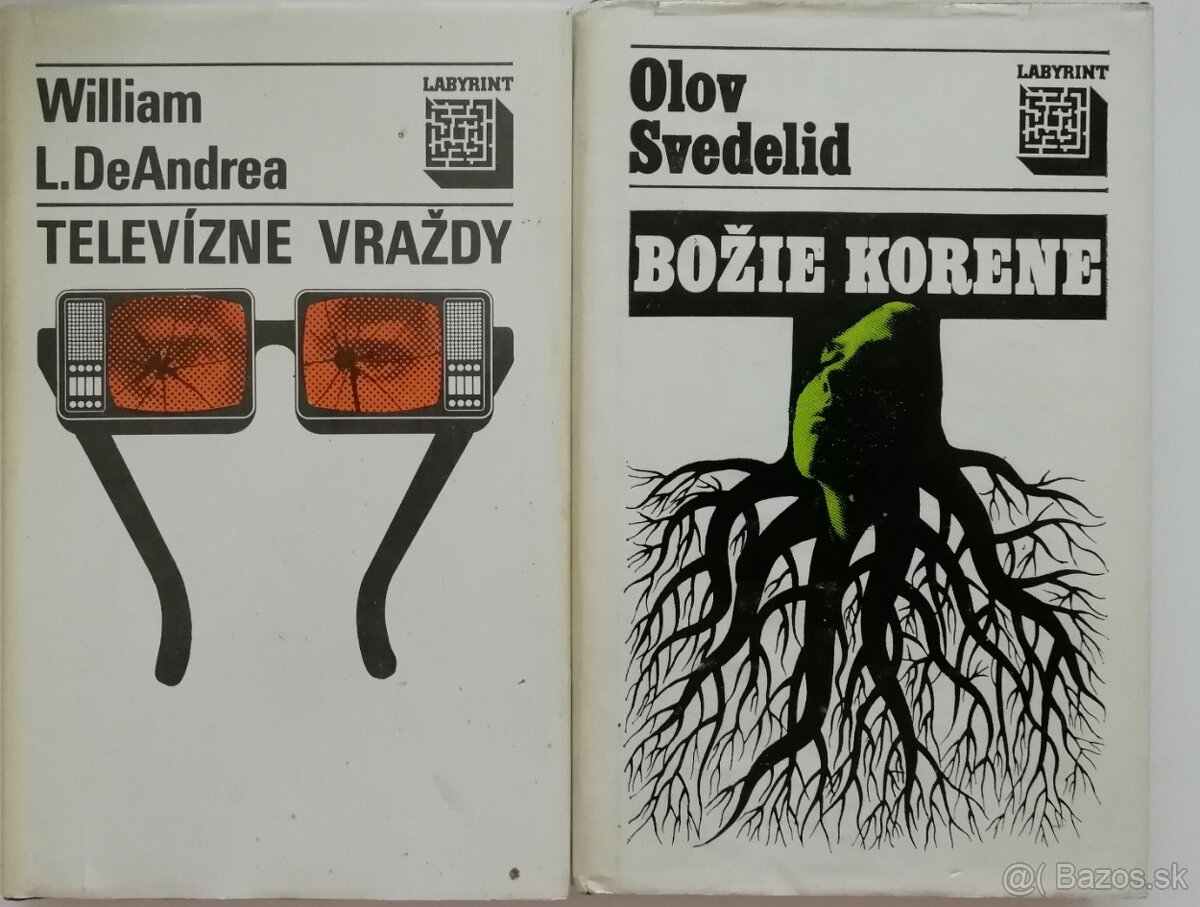 William
L.DeAndrea
LABYRINT
TELEVÍZNE VRAŽDY
Olov
Svedelid
LABYRINT
BOŽIE KORENE
@( Bazos.sk